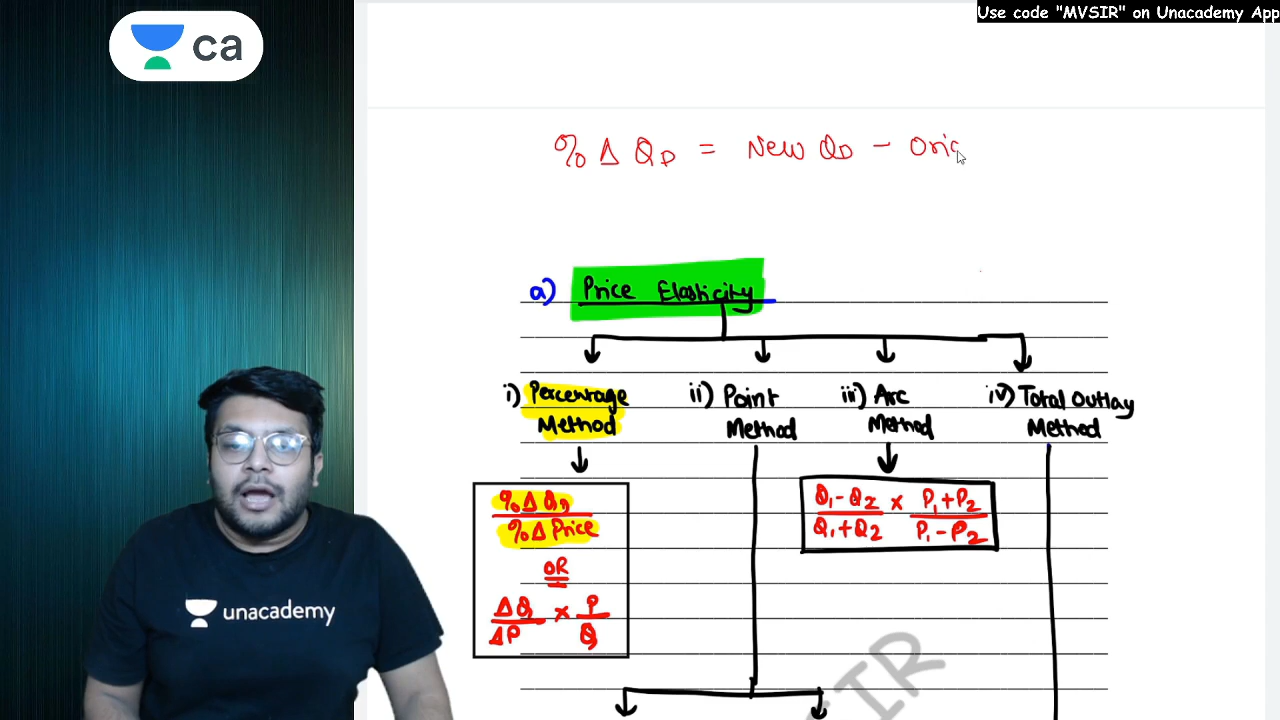 Use code "MVSIR" on Unacademy App
ca
% Δ QD = New QD - Orig
a) Price Elasticity
i) Percentage Method
ii) Point Method
iii) Arc Method
iv) Total Outlay Method
%Δ QD
%Δ Price
OR
ΔQ
ΔP
×
P
Q
Q1 - Q2
Q1 + Q2
×
P1 + P2
P1 - P2
unacademy
SIR